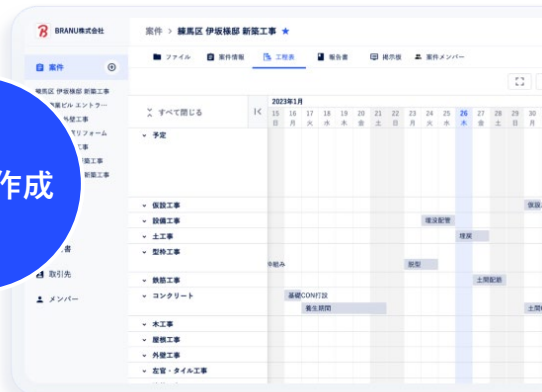 BRANU株式会社
案件 > 練馬区 伊坂様邸 新築工事 ★
ファイル 案件情報 工程表 報告書 掲示板 案件メンバー
案件
練馬区 伊坂様邸 新築工事
ビル エントラ…
外壁工事
リフォーム
工事
築工事
新築工事
作成
書
取引先
メンバー
すべて閉じる
2023年1月
15 16 17 18 19 20 21 22 23 24 25 26 27 28 29 30
日 月 火 水 木 金 土 日 月 火 水 木 金 土 日 月
予定
仮設工事
仮設
設備工事
埋設配管
土工事
埋戻
型枠工事
枠組み
脱型
鉄筋工事
土間配筋
コンクリート
基礎CON打設
養生期間
土間
木工事
屋根工事
外壁工事
左官・タイル工事